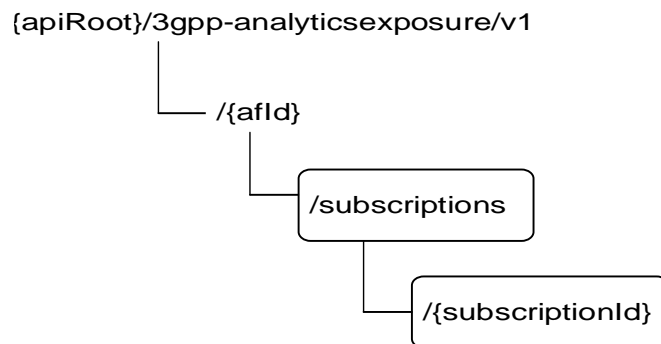 {apiRoot}/3gpp-analyticsexposure/v1
/{afId}
/subscriptions
/{subscriptionId}